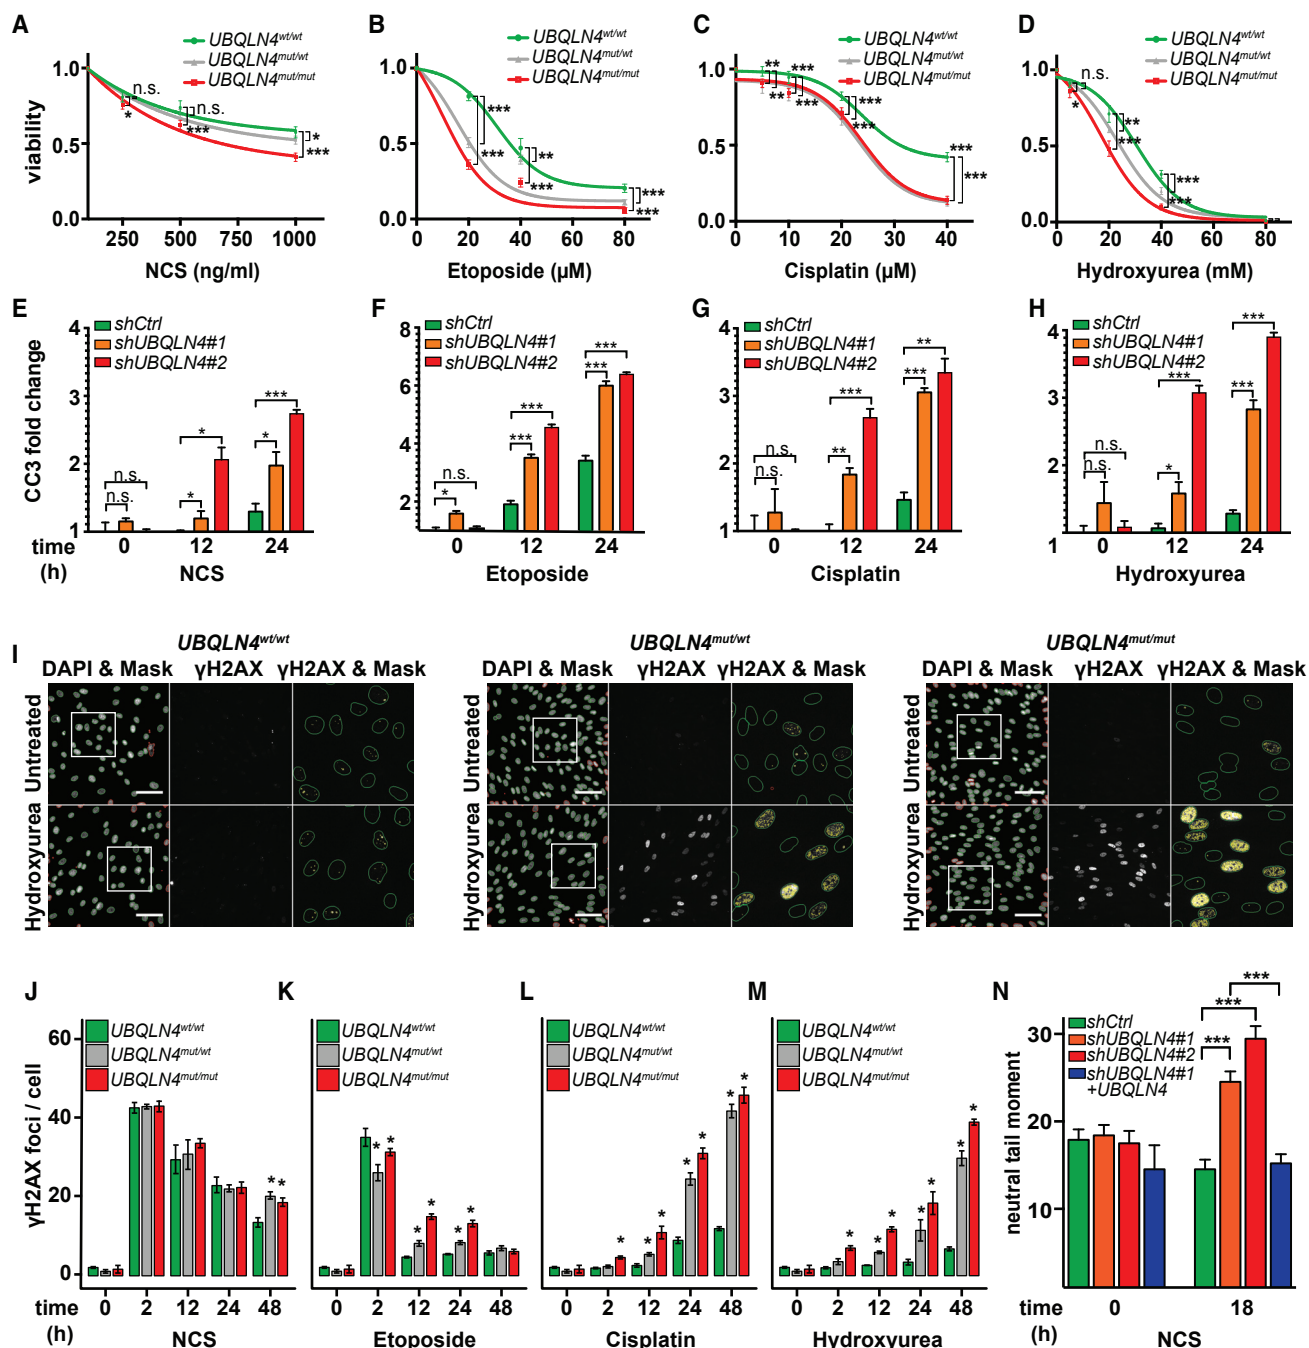 A
UBQLN4wt/wt
UBQLN4mut/wt
UBQLN4mut/mut
viability
1.0
0.5
0.0
n.s.
*
n.s.
***
*
***
250 500 750 1000
NCS (ng/ml)
B
UBQLN4wt/wt
UBQLN4mut/wt
UBQLN4mut/mut
1.0
0.5
0.0
***
***
**
***
***
***
0 20 40 60 80
Etoposide (µM)
C
UBQLN4wt/wt
UBQLN4mut/wt
UBQLN4mut/mut
1.0
0.5
0.0
**
**
***
***
***
***
***
***
0 10 20 30 40
Cisplatin (µM)
D
UBQLN4wt/wt
UBQLN4mut/wt
UBQLN4mut/mut
1.0
0.5
0.0
n.s.
*
**
***
***
***
0 20 40 60 80
Hydroxyurea (mM)
E
shCtrl
shUBQLN4#1
shUBQLN4#2
CC3 fold change
4
3
2
1
n.s.
n.s.
*
*
***
*
time
(h)
0 12 24
NCS
F
shCtrl
shUBQLN4#1
shUBQLN4#2
8
6
4
2
n.s.
*
***
***
***
***
0 12 24
Etoposide
G
shCtrl
shUBQLN4#1
shUBQLN4#2
4
3
2
1
n.s.
n.s.
***
**
**
***
0 12 24
Cisplatin
H
shCtrl
shUBQLN4#1
shUBQLN4#2
4
3
2
1
n.s.
n.s.
***
*
***
***
0 12 24
Hydroxyurea
I
UBQLN4wt/wt
DAPI & Mask γH2AX γH2AX & Mask
Untreated
Hydroxyurea
UBQLN4mut/wt
DAPI & Mask γH2AX γH2AX & Mask
Untreated
Hydroxyurea
UBQLN4mut/mut
DAPI & Mask γH2AX γH2AX & Mask
Untreated
Hydroxyurea
J
UBQLN4wt/wt
UBQLN4mut/wt
UBQLN4mut/mut
γH2AX foci / cell
60
40
20
0
* *
time
(h)
0 2 12 24 48
NCS
K
UBQLN4wt/wt
UBQLN4mut/wt
UBQLN4mut/mut
* *
* *
* *
0 2 12 24 48
Etoposide
L
UBQLN4wt/wt
UBQLN4mut/wt
UBQLN4mut/mut
*
* *
* *
* *
0 2 12 24 48
Cisplatin
M
UBQLN4wt/wt
UBQLN4mut/wt
UBQLN4mut/mut
*
* *
* *
* *
0 2 12 24 48
Hydroxyurea
N
shCtrl
shUBQLN4#1
shUBQLN4#2
shUBQLN4#1
+UBQLN4
neutral tail moment
30
20
10
***
***
***
time
(h)
0 18
NCS